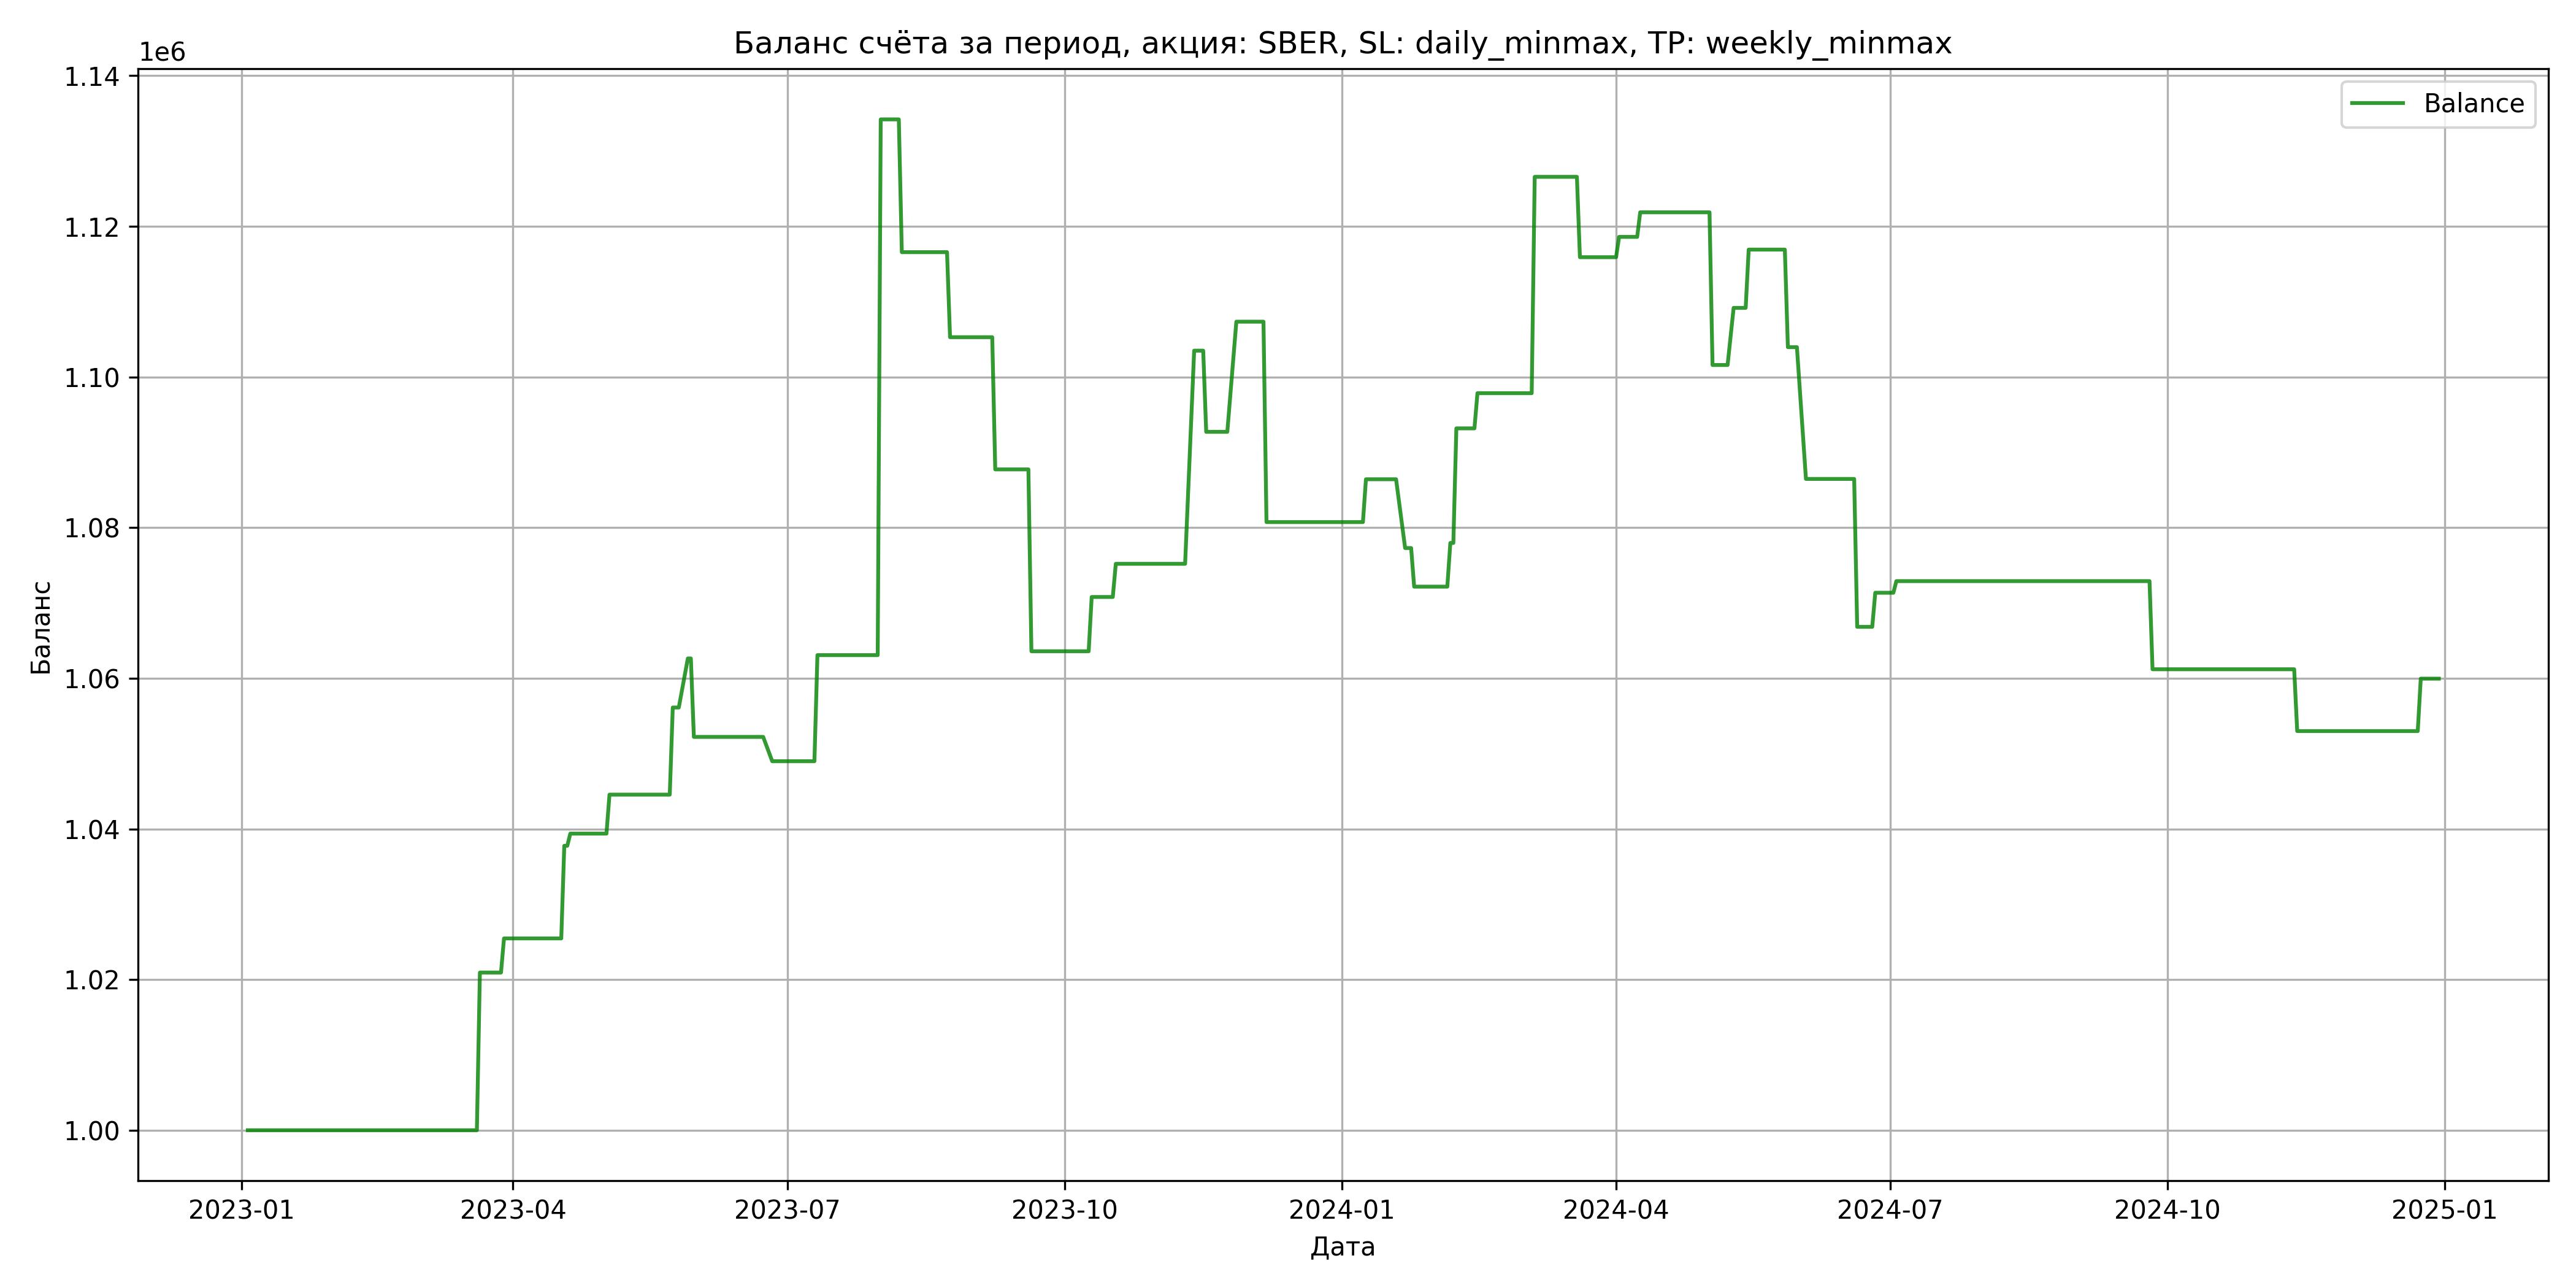 Баланс счёта за период, акция: SBER, SL: daily_minmax, TP: weekly_minmax
1e6
1.14
1.12
1.10
1.08
1.06
1.04
1.02
1.00
Баланс
Balance
2023-01 2023-04 2023-07 2023-10 2024-01 2024-04 2024-07 2024-10 2025-01
Дата